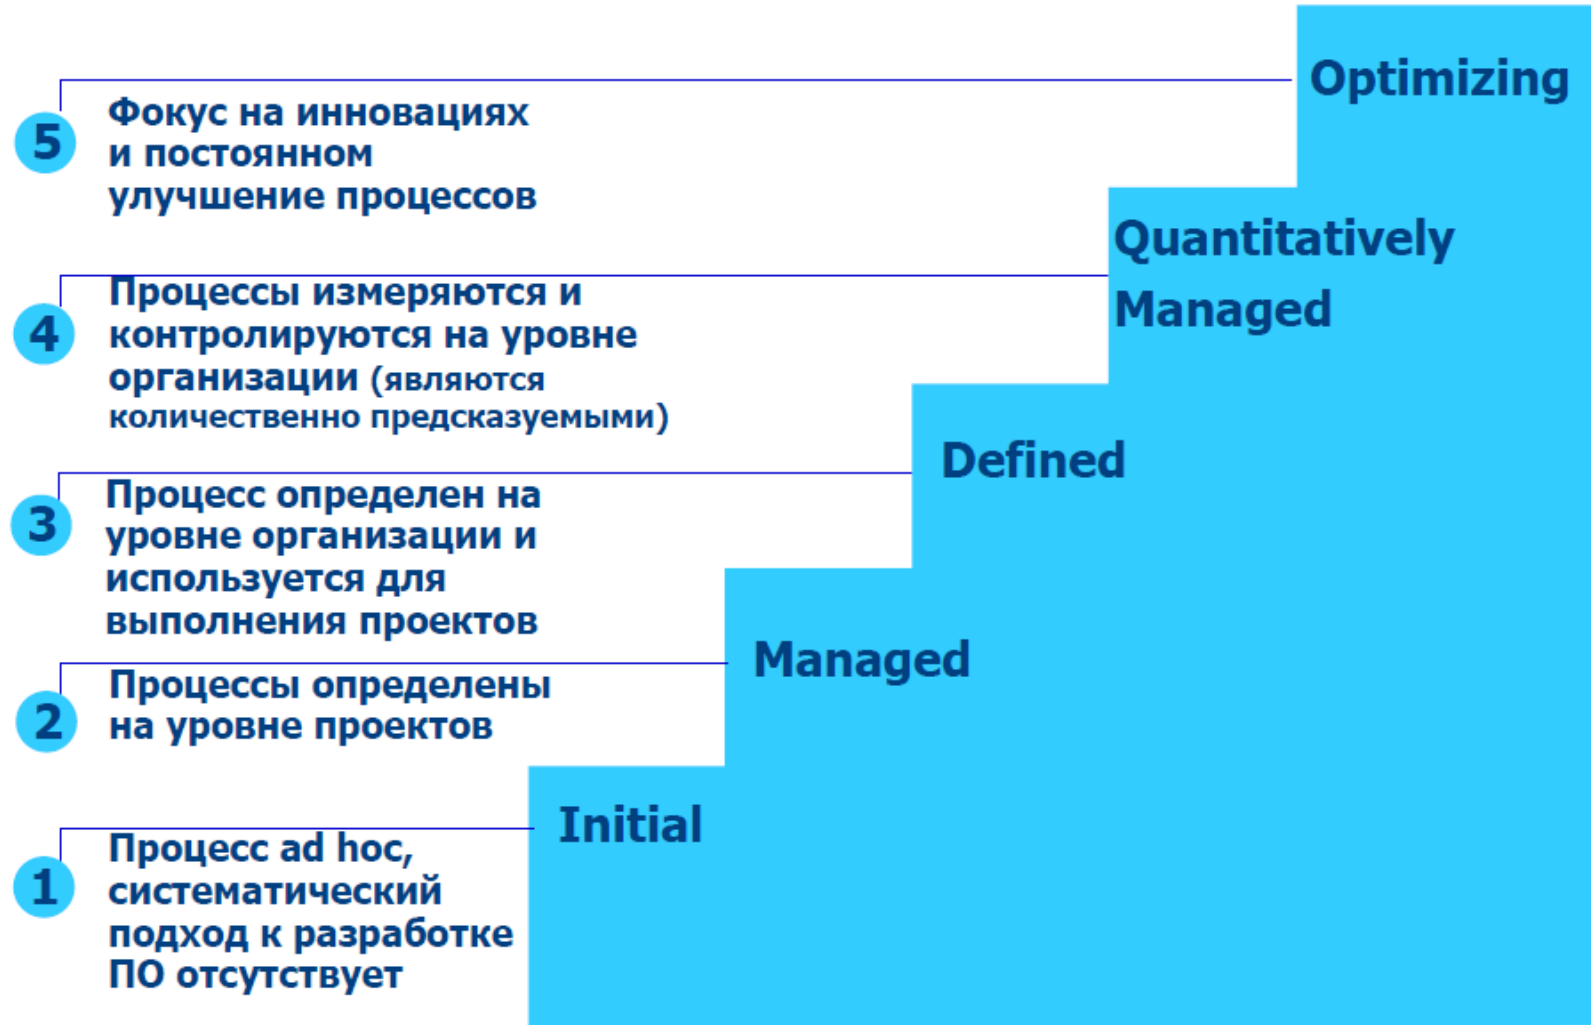 Optimizing
5
Фокус на инновациях
и постоянном
улучшение процессов
Quantitatively
Managed
4
Процессы измеряются и
контролируются на уровне
организации (являются
количественно предсказуемыми)
Defined
3
Процесс определен на
уровне организации и
используется для
выполнения проектов
Managed
2
Процессы определены
на уровне проектов
Initial
1
Процесс ad hoc,
систематический
подход к разработке
ПО отсутствует